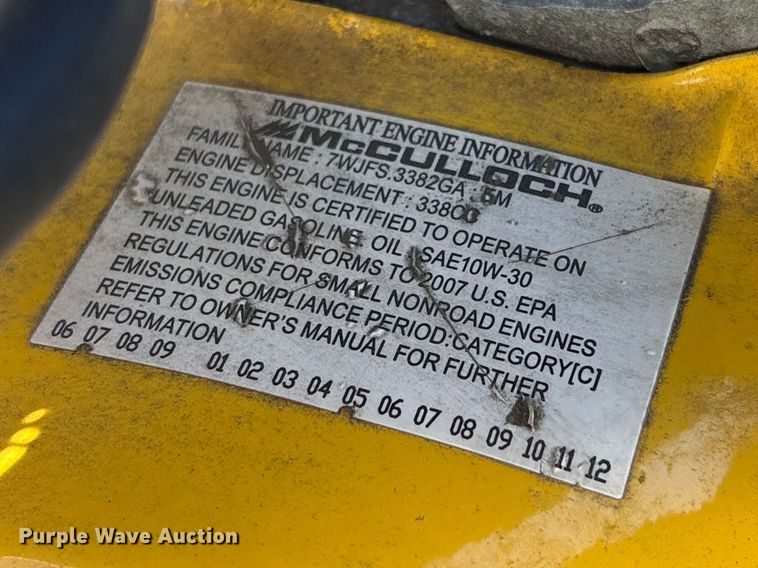 IMPORTANT ENGINE INFORMATION
McCULLOCH®
FAMILY NAME : 7WJFS.3382GA 6M
ENGINE DISPLACEMENT : 338CC
THIS ENGINE IS CERTIFIED TO OPERATE ON
UNLEADED GASOLINE. OIL : SAE10W-30
THIS ENGINE CONFORMS TO 2007 U.S. EPA
REGULATIONS FOR SMALL NONROAD ENGINES
EMISSIONS COMPLIANCE PERIOD:CATEGORY[C]
REFER TO OWNER'S MANUAL FOR FURTHER
INFORMATION
06 07 08 09 01 02 03 04 05 06 07 08 09 10 11 12
Purple Wave Auction